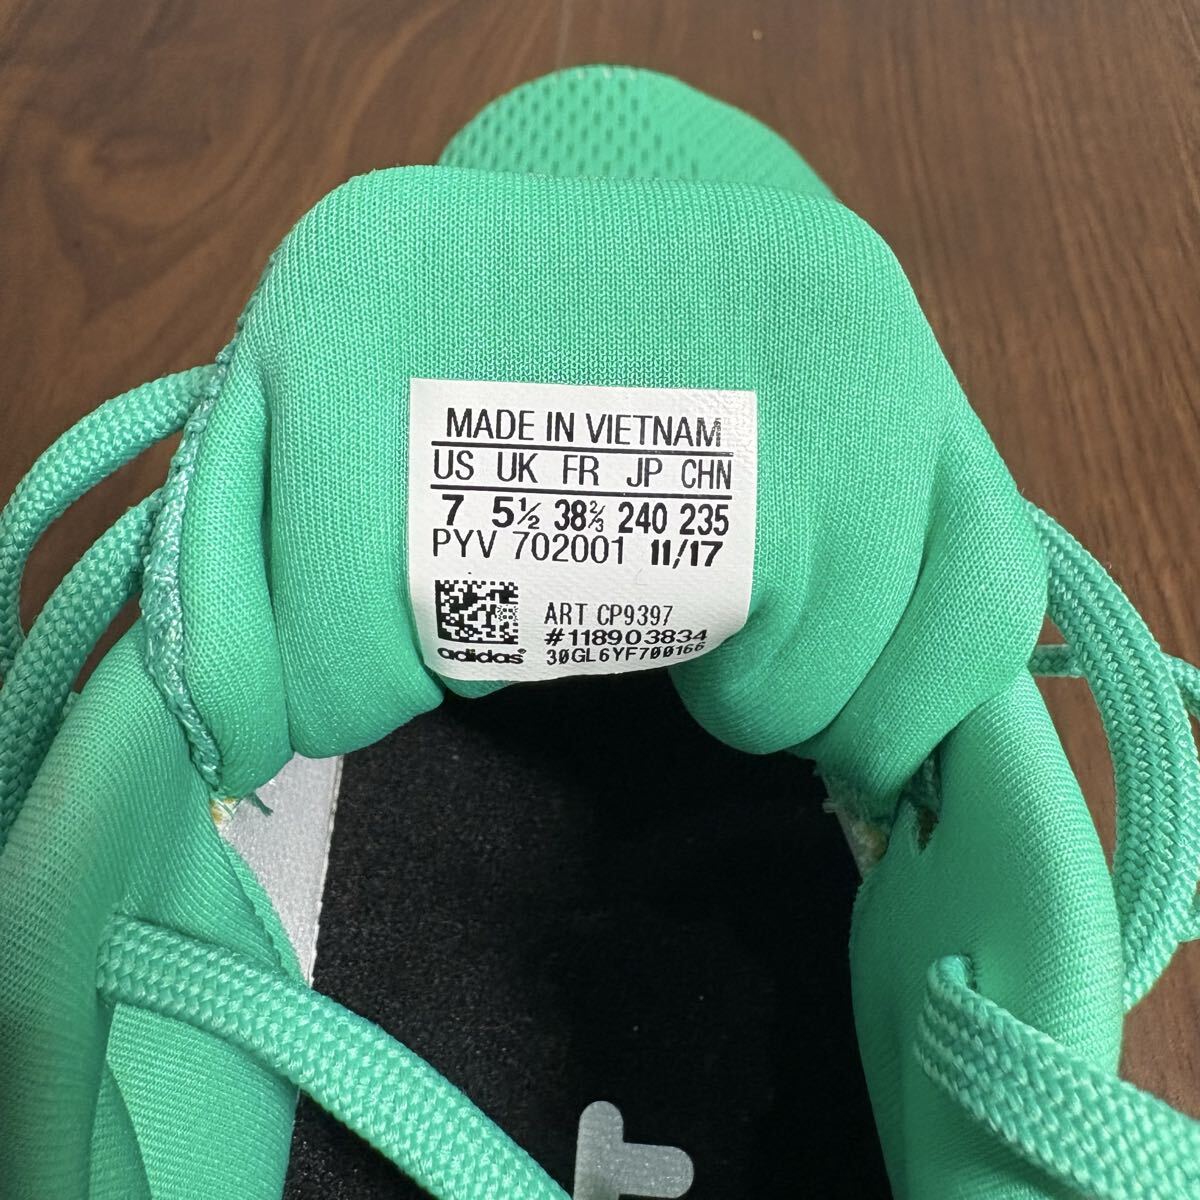 MADE IN VIETNAM
US UK FR JP CHN
7 5½ 38⅔ 240 235
PYV 702001 11/17
ART CP9397
#118903834
adidas® 30GL6YF700166